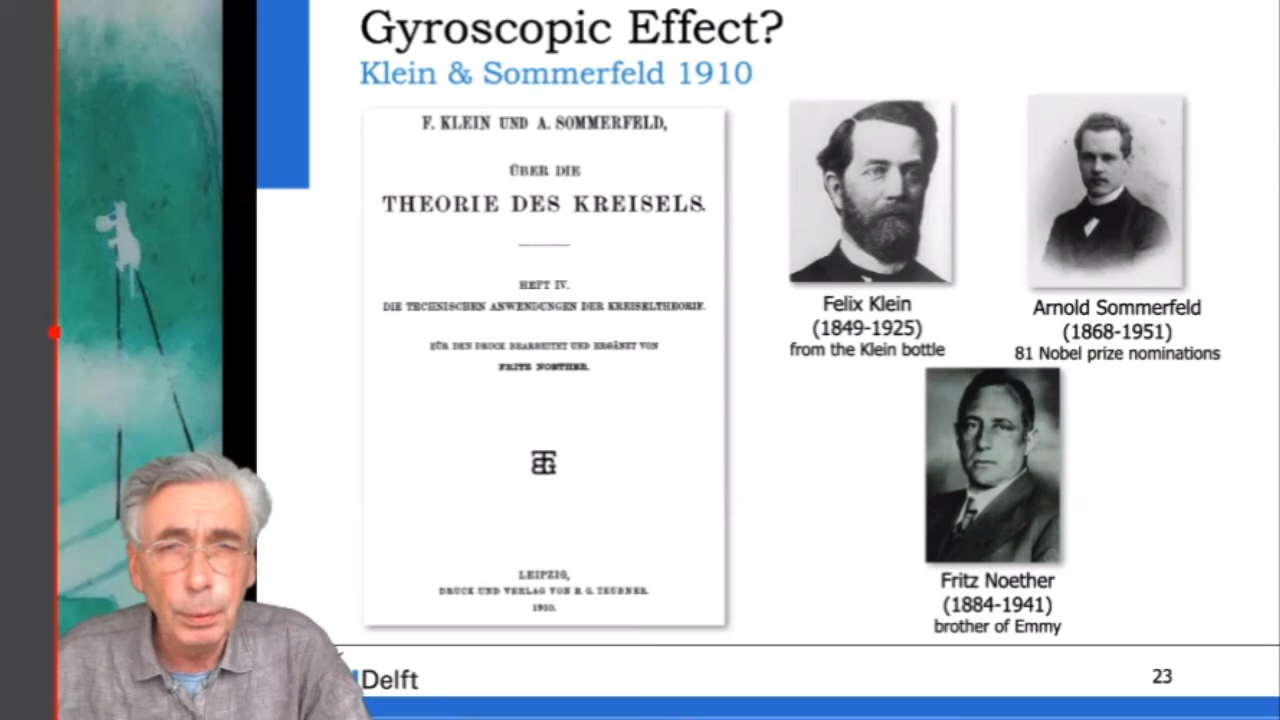 Gyroscopic Effect?
Klein & Sommerfeld 1910
F. KLEIN UND A. SOMMERFELD,
ÜBER DIE
THEORIE DES KREISELS.
HEFT IV.
DIE TECHNISCHEN ANWENDUNGEN DER KREISELTHEORIE.
FÜR DEN DRUCK BEARBEITET UND ERGÄNZT VON
FRITZ NOETHER.
LEIPZIG,
DRUCK UND VERLAG VON B. G. TEUBNER.
1910.
Felix Klein
(1849-1925)
from the Klein bottle
Arnold Sommerfeld
(1868-1951)
81 Nobel prize nominations
Fritz Noether
(1884-1941)
brother of Emmy
Delft
23